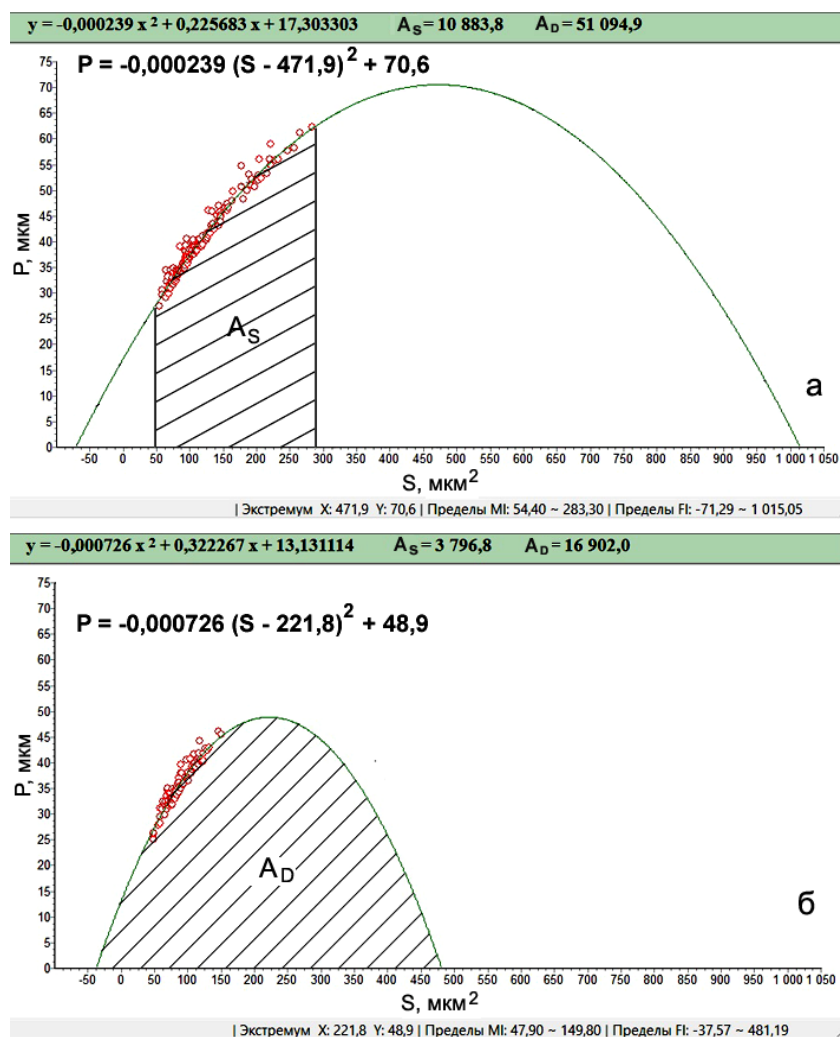 y = -0,000239 x² + 0,225683 x + 17,303303 Aₛ = 10 883,8 A_D = 51 094,9
P = -0,000239 (S - 471,9)² + 70,6
75
70
65
60
55
50
45
40
35
30
25
20
15
10
5
0
P, мкм
Aₛ
а
-50 0 50 100 150 200 250 300 350 400 450 500 550 600 650 700 750 800 850 900 950 1 000 1 050
S, мкм²
| Экстремум X: 471,9 Y: 70,6 | Пределы MI: 54,40 ~ 283,30 | Пределы FI: -71,29 ~ 1 015,05
y = -0,000726 x² + 0,322267 x + 13,131114 Aₛ = 3 796,8 A_D = 16 902,0
P = -0,000726 (S - 221,8)² + 48,9
75
70
65
60
55
50
45
40
35
30
25
20
15
10
5
0
P, мкм
A_D
б
-50 0 50 100 150 200 250 300 350 400 450 500 550 600 650 700 750 800 850 900 950 1 000 1 050
S, мкм²
| Экстремум X: 221,8 Y: 48,9 | Пределы MI: 47,90 ~ 149,80 | Пределы FI: -37,57 ~ 481,19